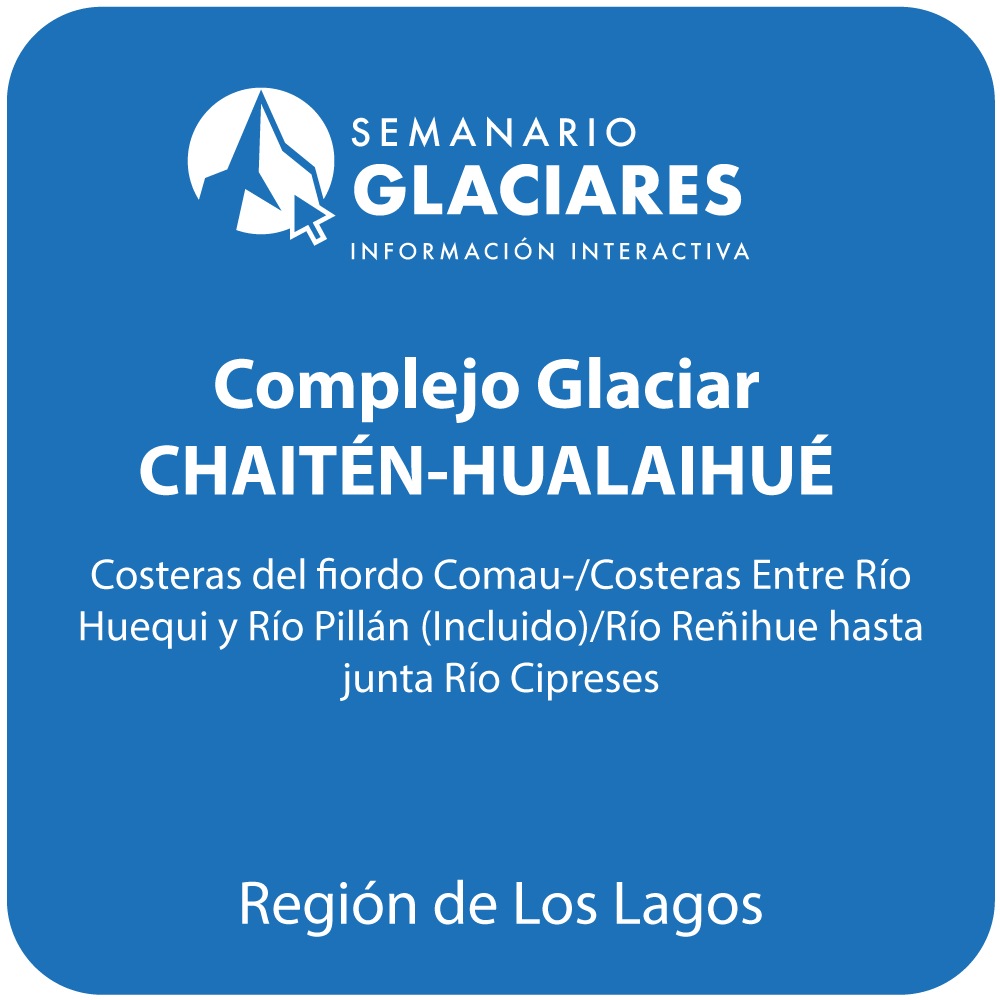 SEMANARIO
GLACIARES
INFORMACIÓN INTERACTIVA
Complejo Glaciar
CHAITÉN-HUALAIHUÉ
Costeras del fiordo Comau-/Costeras Entre Río
Huequi y Río Pillán (Incluido)/Río Reñihue hasta
junta Río Cipreses
Región de Los Lagos